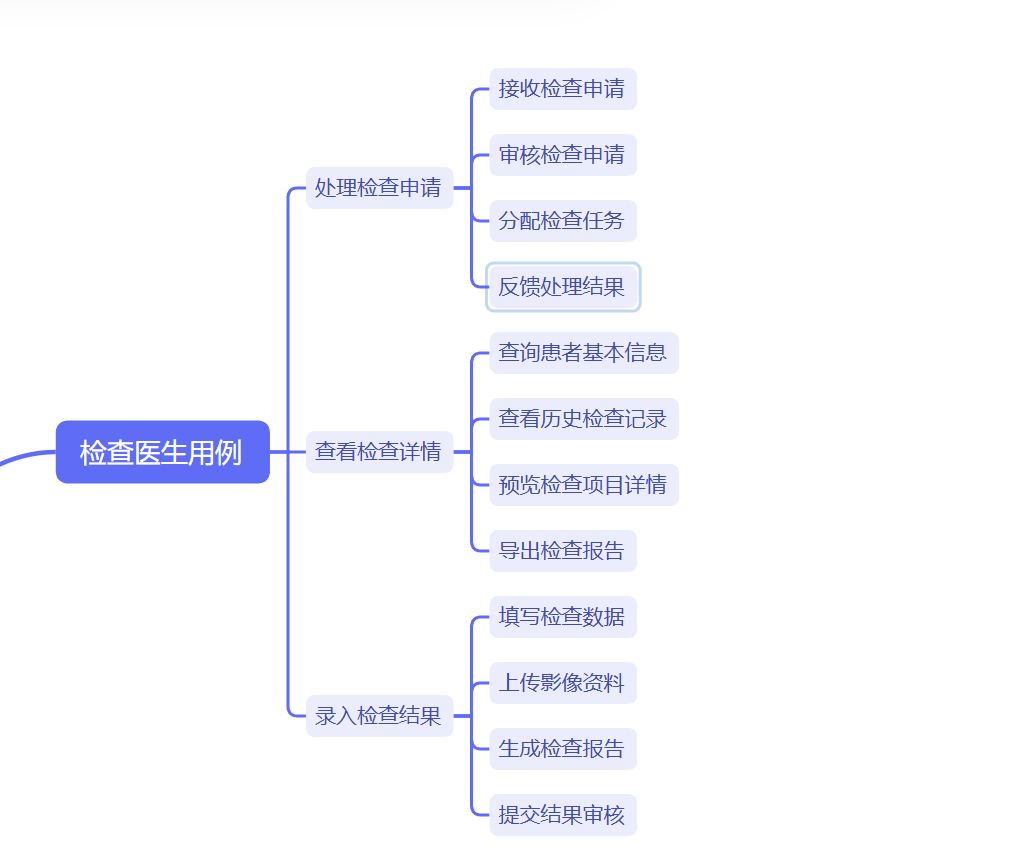 检查医生用例
处理检查申请
接收检查申请
审核检查申请
分配检查任务
反馈处理结果
查看检查详情
查询患者基本信息
查看历史检查记录
预览检查项目详情
导出检查报告
录入检查结果
填写检查数据
上传影像资料
生成检查报告
提交结果审核